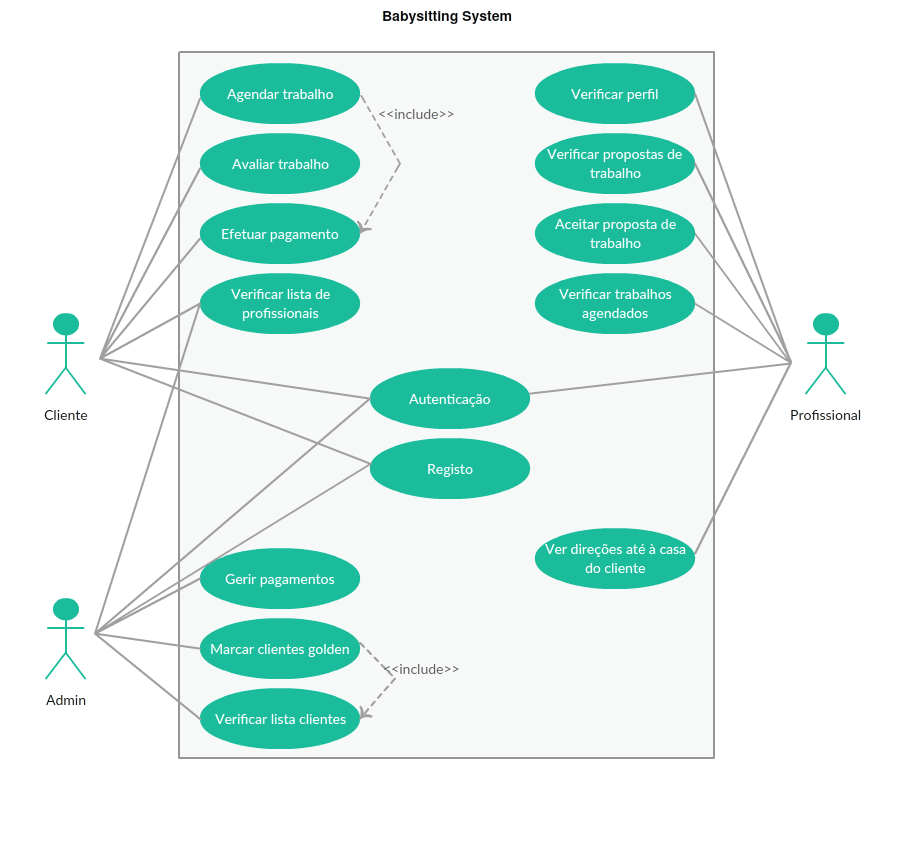 Babysitting System
Agendar trabalho
<<include>>
Avaliar trabalho
Efetuar pagamento
Verificar lista de
profissionais
Verificar perfil
Verificar propostas de
trabalho
Aceitar proposta de
trabalho
Verificar trabalhos
agendados
Cliente
Autenticação
Registo
Profissional
Ver direções até à casa
do cliente
Gerir pagamentos
Marcar clientes golden
<<include>>
Verificar lista clientes
Admin